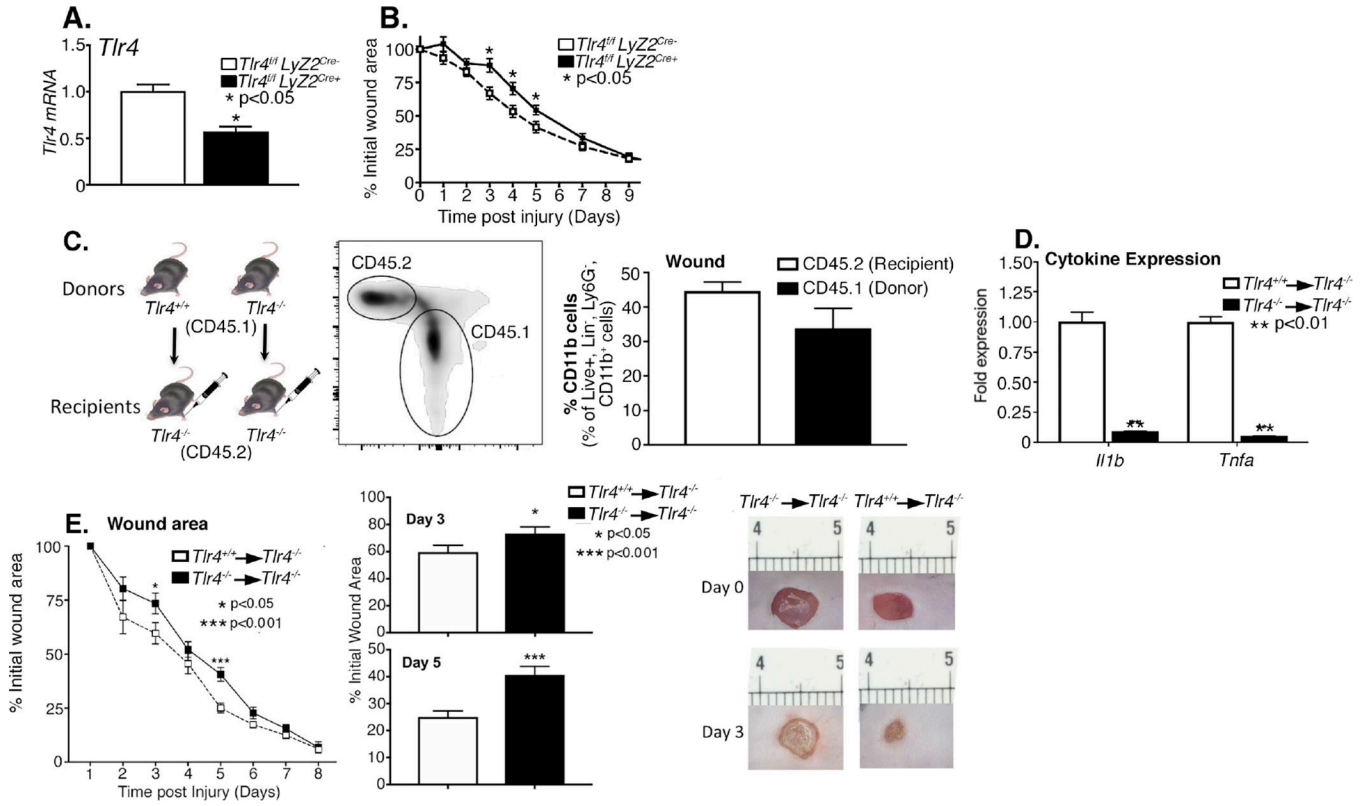 A.
Tlr4
1.5
1.0
0.5
0
Tlr4 mRNA
Tlr4f/f LyZ2Cre-
Tlr4f/f LyZ2Cre+
* p<0.05
*
B.
100
75
50
25
0
% Initial wound area
0 1 2 3 4 5 6 7 8 9
Time post injury (Days)
* * *
Tlr4f/f LyZ2Cre-
Tlr4f/f LyZ2Cre+
* p<0.05
C.
Donors
Tlr4+/+ Tlr4-/-
(CD45.1)
Recipients
Tlr4-/- Tlr4-/-
(CD45.2)
CD45.2
CD45.1
Wound
CD45.2 (Recipient)
CD45.1 (Donor)
% CD11b cells
(% of Live+, Lin-, Ly6G-,
CD11b+ cells)
50
40
30
20
10
0
D.
Cytokine Expression
1.50
1.25
1.00
0.75
0.50
0.25
0
Fold expression
Tlr4+/+ Tlr4-/-
Tlr4-/- Tlr4-/-
** p<0.01
** **
Il1b Tnfa
E. Wound area
100
75
50
25
0
% Initial wound area
Tlr4+/+ Tlr4-/-
Tlr4-/- Tlr4-/-
* p<0.05
*** p<0.001
*
***
1 2 3 4 5 6 7 8
Time post Injury (Days)
% Initial Wound Area
100
80
60
40
20
0
Day 3
*
Tlr4+/+ Tlr4-/-
Tlr4-/- Tlr4-/-
* p<0.05
*** p<0.001
50
40
30
20
10
0
Day 5
***
Tlr4-/- Tlr4-/- Tlr4+/+ Tlr4-/-
4 5 4 5
Day 0
4 5 4 5
Day 3